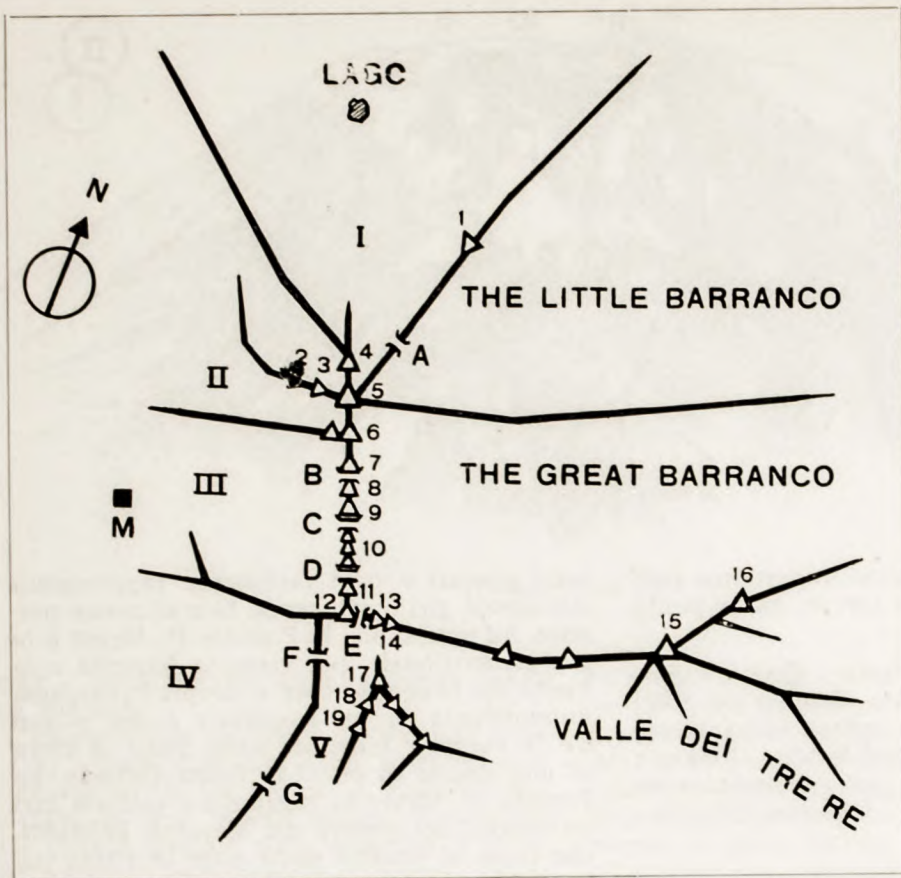 LAGO
N
I
1
THE LITTLE BARRANCO
A
2
3
4
5
II
6
THE GREAT BARRANCO
B
7
III
8
M
C
9
10
D
16
11
12
13
15
E
14
F
IV
17
18
VALLE DEI TRE RE
19
V
G